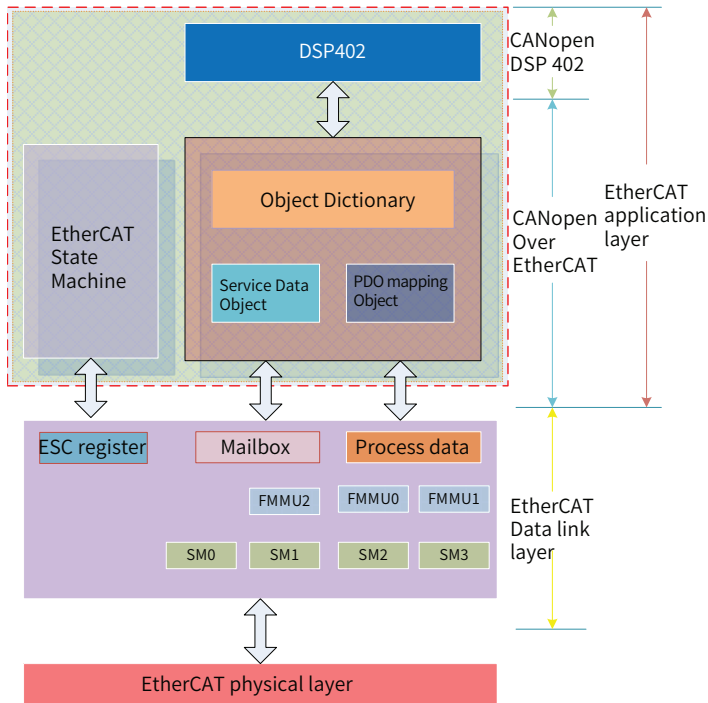 DSP402
CANopen
DSP 402
EtherCAT
State
Machine
Object Dictionary
Service Data
Object
PDO mapping
Object
CANopen
Over
EtherCAT
EtherCAT
application
layer
ESC register
Mailbox
Process data
FMMU2
FMMU0
FMMU1
SM0
SM1
SM2
SM3
EtherCAT
Data link
layer
EtherCAT physical layer